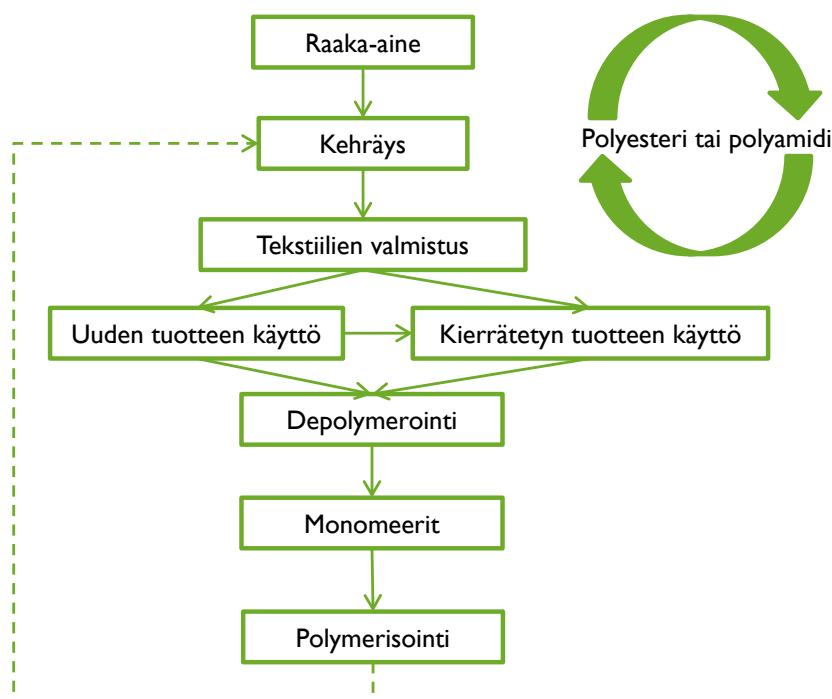 Raaka-aine
Kehräys
Polyesteri tai polyamidi
Tekstiilien valmistus
Uuden tuotteen käyttö
Kierrätetyn tuotteen käyttö
Depolymerointi
Monomeerit
Polymerisointi